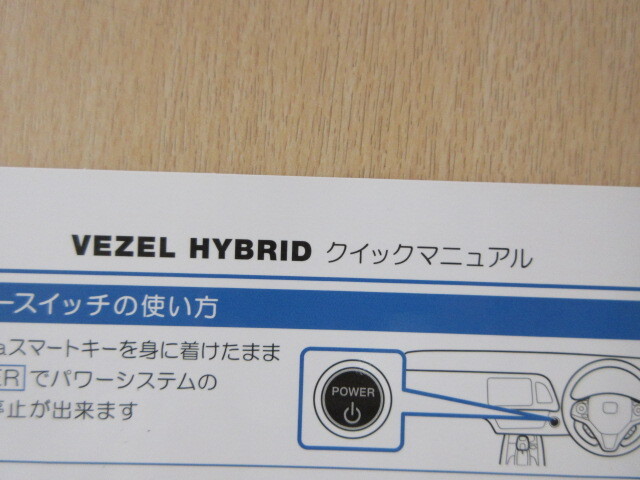 VEZEL HYBRID クイックマニュアル
ースイッチの使い方
aスマートキーを身に着けたまま
ER でパワーシステムの
停止が出来ます
POWER